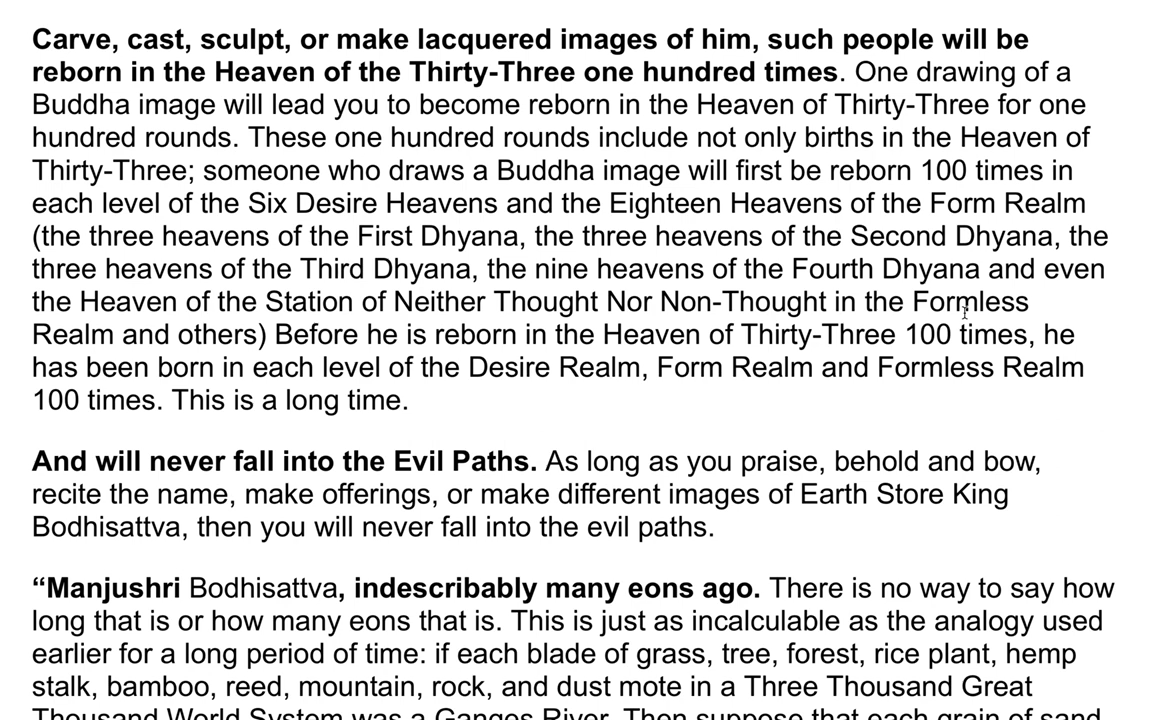 Carve, cast, sculpt, or make lacquered images of him, such people will be
reborn in the Heaven of the Thirty-Three one hundred times. One drawing of a
Buddha image will lead you to become reborn in the Heaven of Thirty-Three for one
hundred rounds. These one hundred rounds include not only births in the Heaven of
Thirty-Three; someone who draws a Buddha image will first be reborn 100 times in
each level of the Six Desire Heavens and the Eighteen Heavens of the Form Realm
(the three heavens of the First Dhyana, the three heavens of the Second Dhyana, the
three heavens of the Third Dhyana, the nine heavens of the Fourth Dhyana and even
the Heaven of the Station of Neither Thought Nor Non-Thought in the Formless
Realm and others) Before he is reborn in the Heaven of Thirty-Three 100 times, he
has been born in each level of the Desire Realm, Form Realm and Formless Realm
100 times. This is a long time.
And will never fall into the Evil Paths. As long as you praise, behold and bow,
recite the name, make offerings, or make different images of Earth Store King
Bodhisattva, then you will never fall into the evil paths.
“Manjushri Bodhisattva, indescribably many eons ago. There is no way to say how
long that is or how many eons that is. This is just as incalculable as the analogy used
earlier for a long period of time: if each blade of grass, tree, forest, rice plant, hemp
stalk, bamboo, reed, mountain, rock, and dust mote in a Three Thousand Great
Thousand World System was a Ganges River. Then suppose that each grain of sand